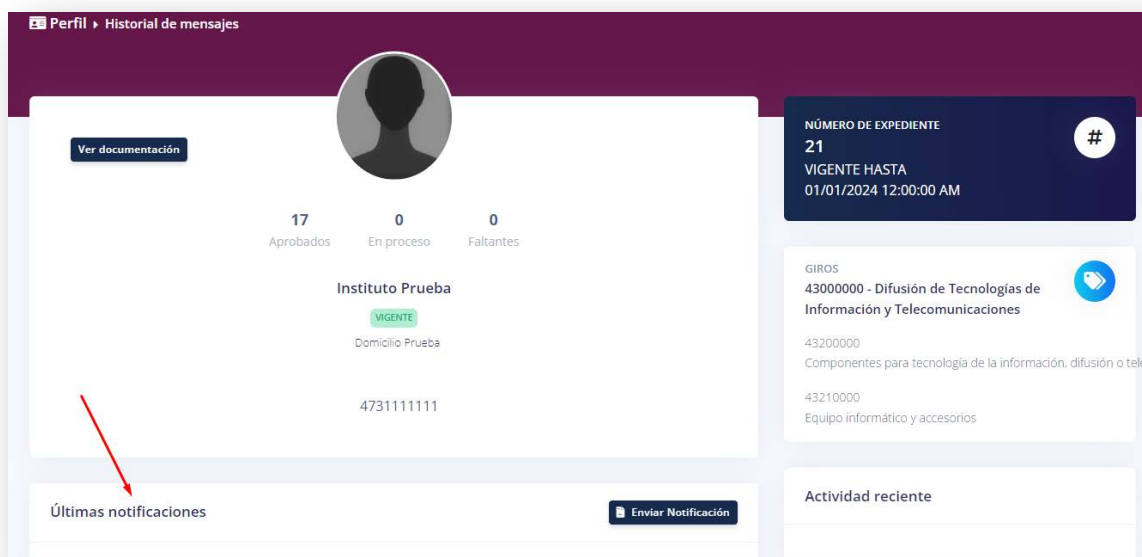 Perfil ▸ Historial de mensajes
Ver documentación
17 0 0
Aprobados En proceso Faltantes
Instituto Prueba
VIGENTE
Domicilio Prueba
4731111111
Últimas notificaciones
Enviar Notificación
NÚMERO DE EXPEDIENTE
#
21
VIGENTE HASTA
01/01/2024 12:00:00 AM
GIROS
43000000 - Difusión de Tecnologías de
Información y Telecomunicaciones
43200000
Componentes para tecnología de la información, difusión o tele
43210000
Equipo informático y accesorios
Actividad reciente